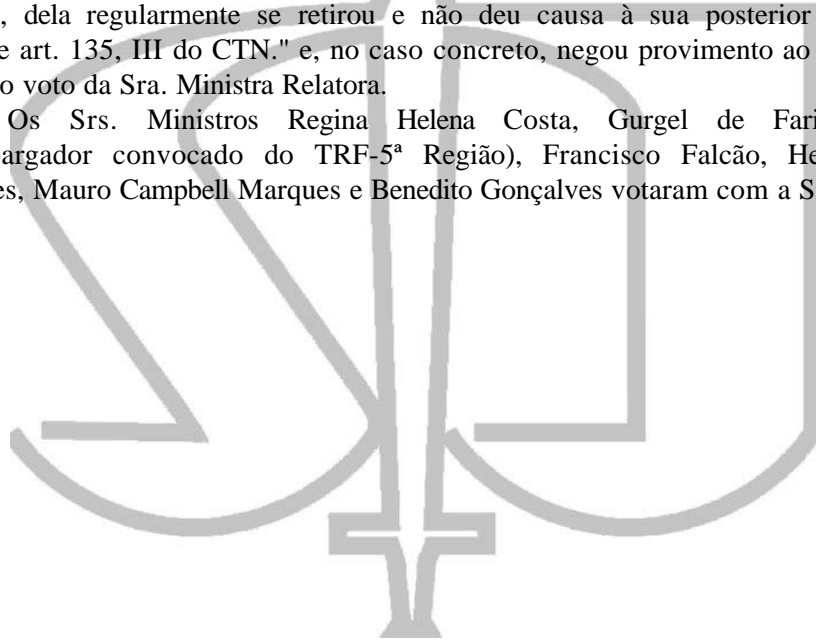 , dela regularmente se retirou e não deu causa à sua posterior
e art. 135, III do CTN." e, no caso concreto, negou provimento ao
o voto da Sra. Ministra Relatora.
Os Srs. Ministros Regina Helena Costa, Gurgel de Fari
bargador convocado do TRF-5ª Região), Francisco Falcão, He
es, Mauro Campbell Marques e Benedito Gonçalves votaram com a S